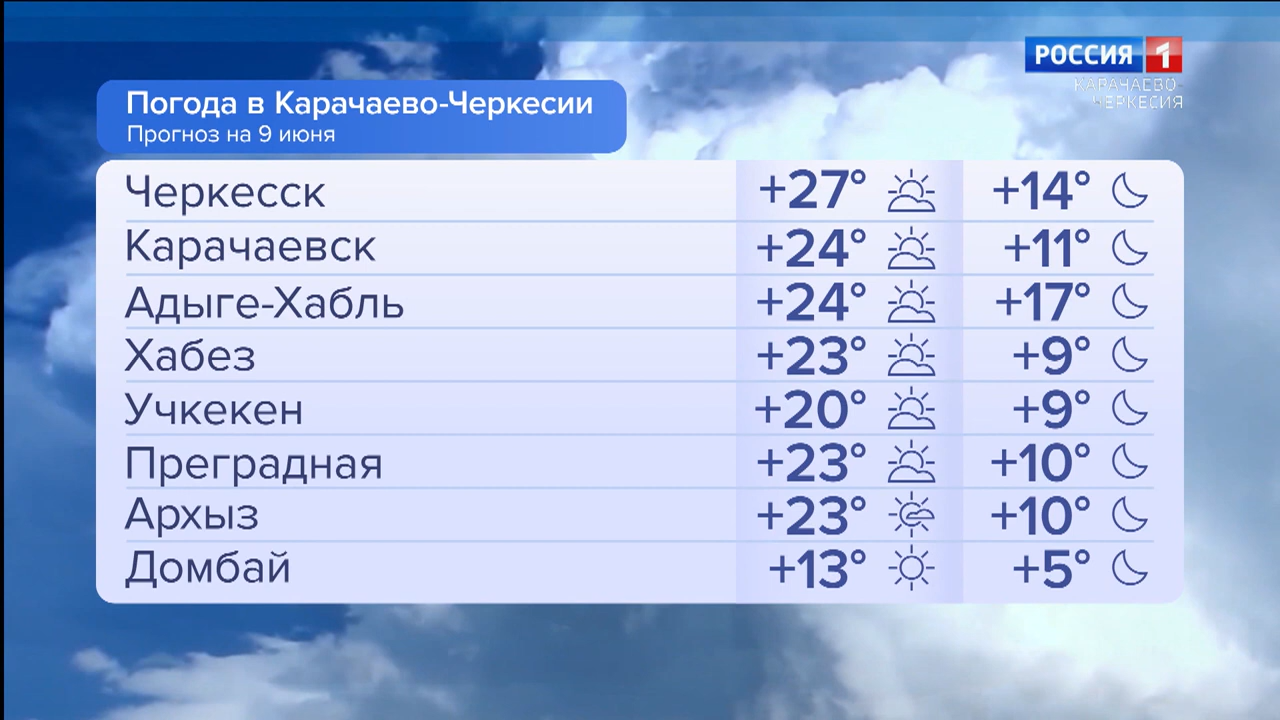 РОССИЯ 1
КАРАЧАЕВО-
ЧЕРКЕСИЯ
Погода в Карачаево-Черкесии
Прогноз на 9 июня
Черкесск +27° +14°
Карачаевск +24° +11°
Адыге-Хабль +24° +17°
Хабез +23° +9°
Учкекен +20° +9°
Преградная +23° +10°
Архыз +23° +10°
Домбай +13° +5°